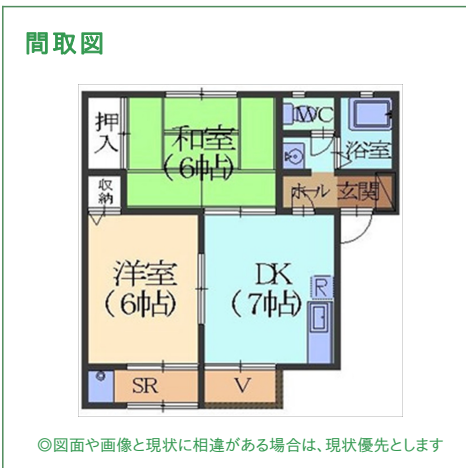 間取図
押入
和室
(6帖)
WC
浴室
収納
ホール
玄関
洋室
(6帖)
DK
(7帖)
R
SR
V
◎図面や画像と現状に相違がある場合は、現状優先とします